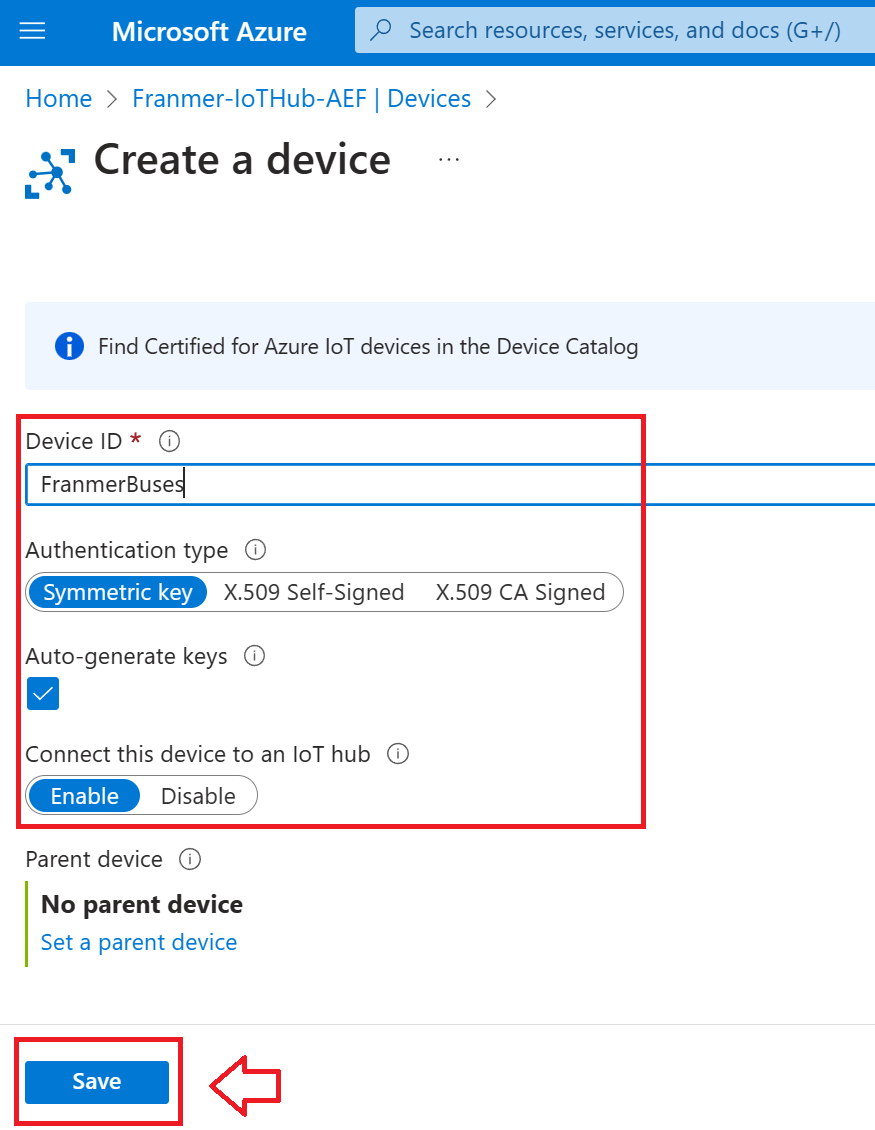 Microsoft Azure
Search resources, services, and docs (G+/)
Home > Franmer-IoTHub-AEF | Devices >
Create a device ...
Find Certified for Azure IoT devices in the Device Catalog
Device ID *
FranmerBuses
Authentication type
Symmetric key X.509 Self-Signed X.509 CA Signed
Auto-generate keys
Connect this device to an IoT hub
Enable Disable
Parent device
No parent device
Set a parent device
Save